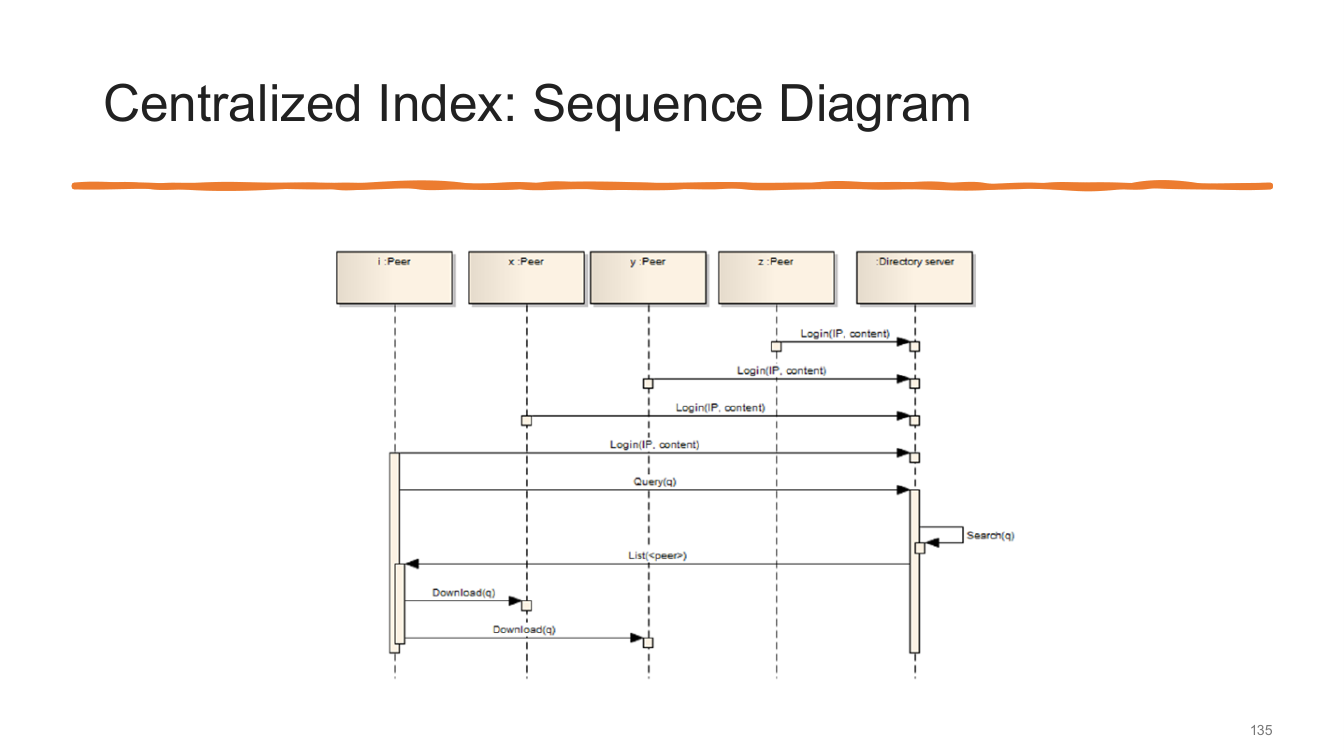 Centralized Index: Sequence Diagram
i :Peer
x :Peer
y :Peer
z :Peer
:Directory server
Login(IP, content)
Login(IP, content)
Login(IP, content)
Login(IP, content)
Query(q)
Search(q)
List(<peer>)
Download(q)
Download(q)
135